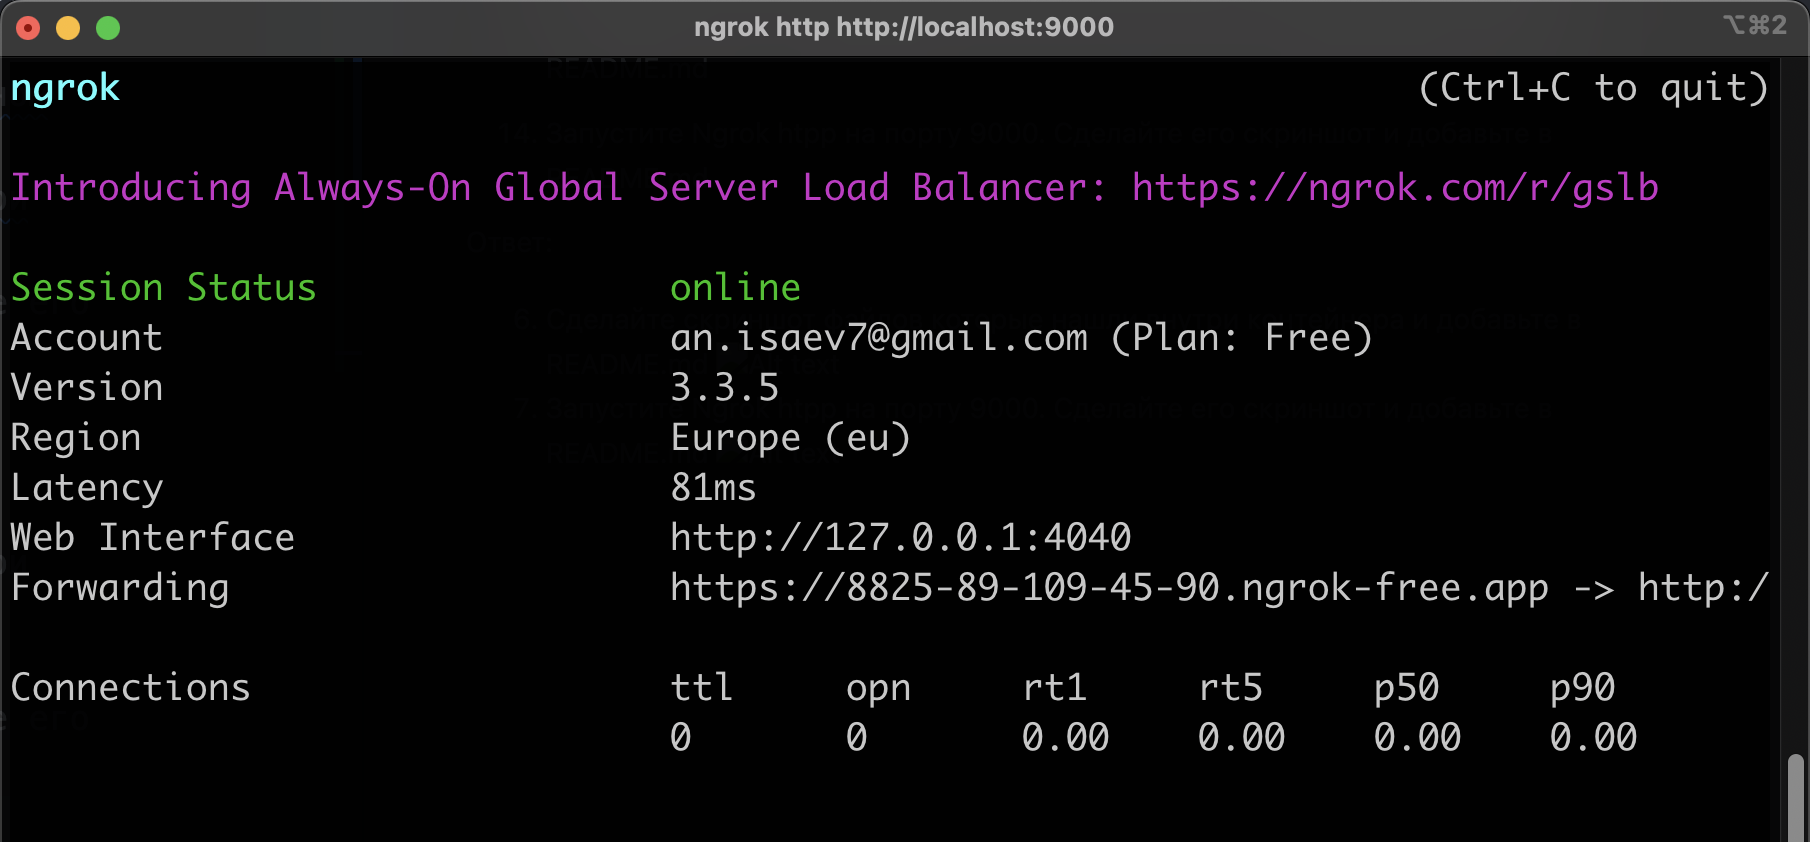 ngrok http http://localhost:9000 ⌥⌘2
ngrok (Ctrl+C to quit)
Introducing Always-On Global Server Load Balancer: https://ngrok.com/r/gslb
Session Status online
Account an.isaev7@gmail.com (Plan: Free)
Version 3.3.5
Region Europe (eu)
Latency 81ms
Web Interface http://127.0.0.1:4040
Forwarding https://8825-89-109-45-90.ngrok-free.app -> http:/
Connections ttl opn rt1 rt5 p50 p90
0 0 0.00 0.00 0.00 0.00